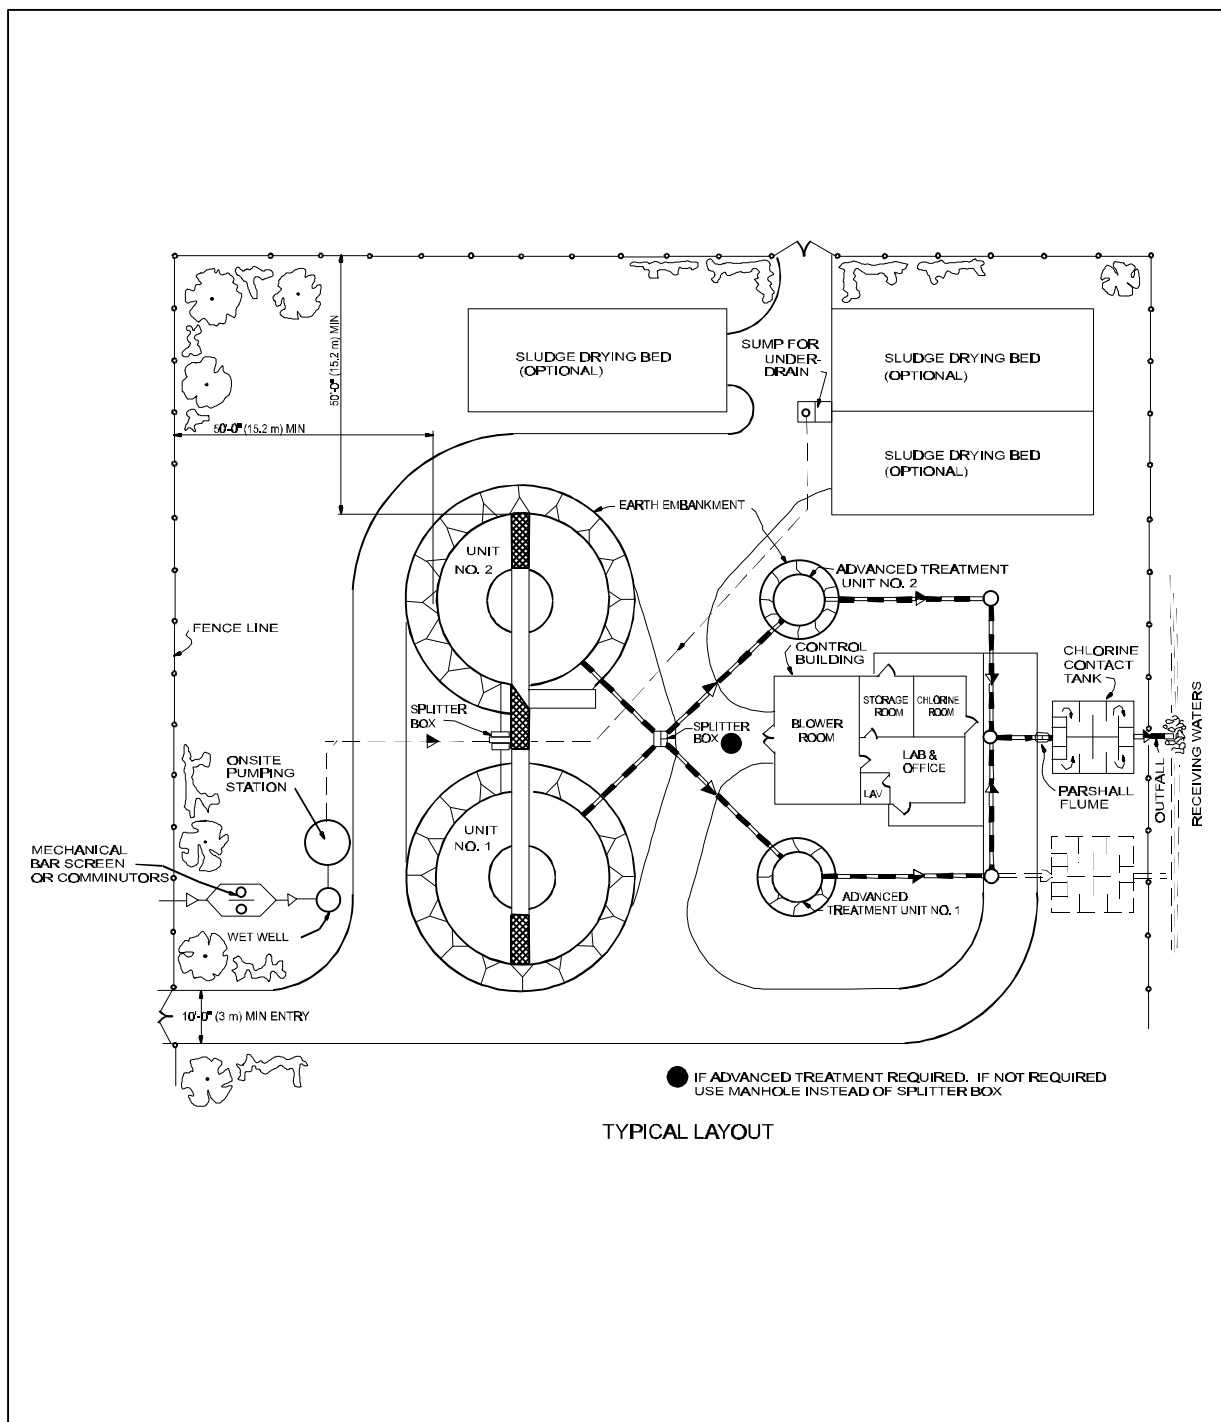 SLUDGE DRYING BED
(OPTIONAL)
SUMP FOR
UNDER-
DRAIN
SLUDGE DRYING BED
(OPTIONAL)
50'-0" (15.2 m) MIN
50'-0" (15.2 m) MIN
SLUDGE DRYING BED
(OPTIONAL)
EARTH EMBANKMENT
UNIT
NO. 2
ADVANCED TREATMENT
UNIT NO. 2
FENCE LINE
CONTROL
BUILDING
CHLORINE
CONTACT
TANK
SPLITTER
BOX
SPLITTER
BOX
STORAGE
ROOM
CHLORINE
ROOM
BLOWER
ROOM
LAB &
OFFICE
LAV
ONSITE
PUMPING
STATION
PARSHALL
FLUME
OUTFALL
RECEIVING WATERS
UNIT
NO. 1
MECHANICAL
BAR SCREEN
OR COMMINUTORS
ADVANCED
TREATMENT UNIT NO. 1
WET WELL
10'-0" (3 m) MIN ENTRY
IF ADVANCED TREATMENT REQUIRED. IF NOT REQUIRED
USE MANHOLE INSTEAD OF SPLITTER BOX
TYPICAL LAYOUT